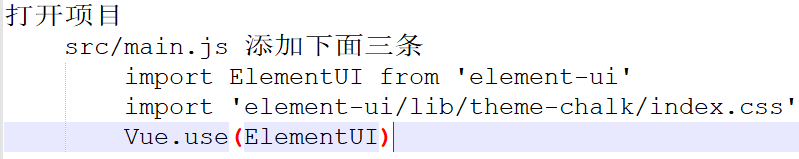 打开项目
src/main.js 添加下面三条
import ElementUI from 'element-ui'
import 'element-ui/lib/theme-chalk/index.css'
Vue.use(ElementUI)